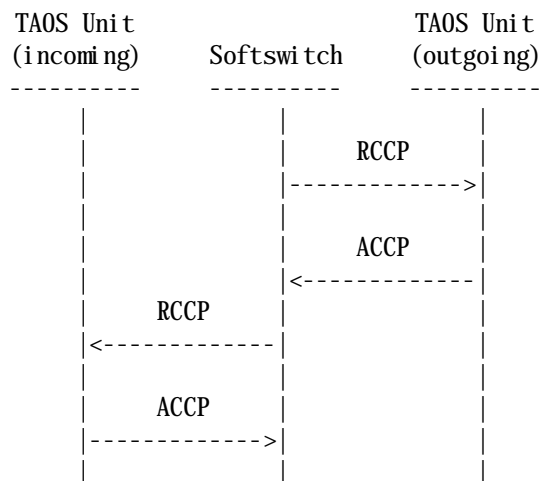 TAOS Unit TAOS Unit
(incoming) Softswitch (outgoing)
RCCP
ACCP
RCCP
ACCP